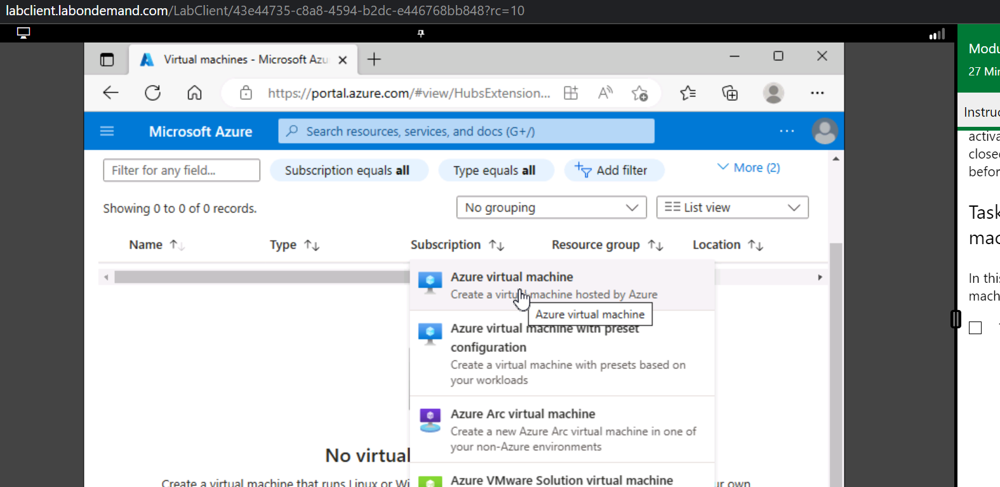 labclient.labondemand.com/LabClient/43e44735-c8a8-4594-b2dc-e446768bb848?rc=10
Virtual machines - Microsoft Azu
https://portal.azure.com/#view/HubsExtension...
Microsoft Azure
Search resources, services, and docs (G+/)
Filter for any field...
Subscription equals all
Type equals all
Add filter
More (2)
Showing 0 to 0 of 0 records.
No grouping
List view
Name
Type
Subscription
Resource group
Location
Azure virtual machine
Create a virtual machine hosted by Azure
Azure virtual machine
Azure virtual machine with preset
configuration
Create a virtual machine with presets based on
your workloads
Azure Arc virtual machine
Create a new Azure Arc virtual machine in one of
your non-Azure environments
Azure VMware Solution virtual machine
No virtual
Create a virtual machine that runs Linux or Wi
ur own
Modu
27 Min
Instruc
activa
close
befor
Task
mac
In this
mach